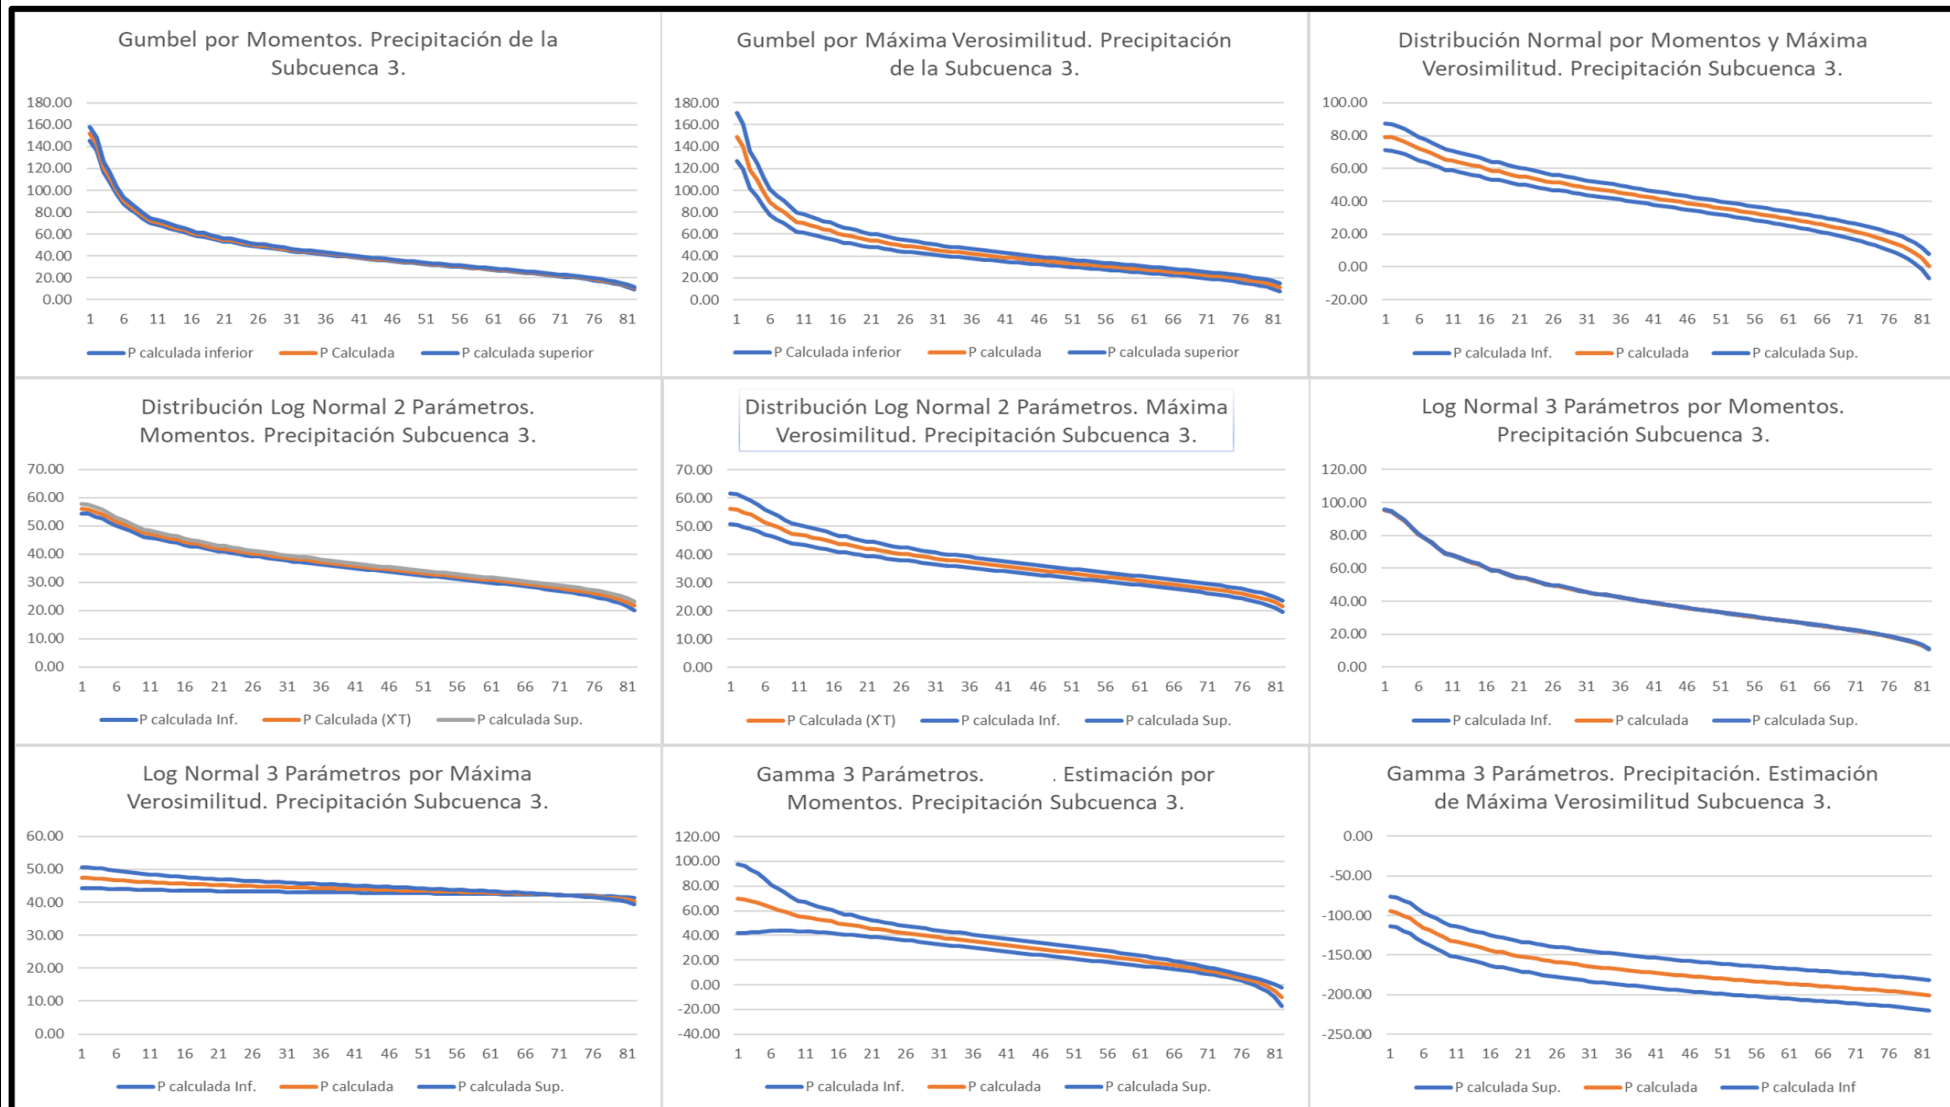 Gumbel por Momentos. Precipitación de la
Subcuenca 3.
180.00
160.00
140.00
120.00
100.00
80.00
60.00
40.00
20.00
0.00
1 6 11 16 21 26 31 36 41 46 51 56 61 66 71 76 81
P calculada inferior P Calculada P calculada superior
Gumbel por Máxima Verosimilitud. Precipitación
de la Subcuenca 3.
180.00
160.00
140.00
120.00
100.00
80.00
60.00
40.00
20.00
0.00
1 6 11 16 21 26 31 36 41 46 51 56 61 66 71 76 81
P Calculada inferior P calculada P calculada superior
Distribución Normal por Momentos y Máxima
Verosimilitud. Precipitación Subcuenca 3.
100.00
80.00
60.00
40.00
20.00
0.00
-20.00
1 6 11 16 21 26 31 36 41 46 51 56 61 66 71 76 81
P calculada Inf. P calculada P calculada Sup.
Distribución Log Normal 2 Parámetros.
Momentos. Precipitación Subcuenca 3.
70.00
60.00
50.00
40.00
30.00
20.00
10.00
0.00
1 6 11 16 21 26 31 36 41 46 51 56 61 66 71 76 81
P calculada Inf. P Calculada (X'T) P calculada Sup.
Distribución Log Normal 2 Parámetros. Máxima
Verosimilitud. Precipitación Subcuenca 3.
70.00
60.00
50.00
40.00
30.00
20.00
10.00
0.00
1 6 11 16 21 26 31 36 41 46 51 56 61 66 71 76 81
P Calculada (X'T) P calculada Inf. P calculada Sup.
Log Normal 3 Parámetros por Momentos.
Precipitación Subcuenca 3.
120.00
100.00
80.00
60.00
40.00
20.00
0.00
1 6 11 16 21 26 31 36 41 46 51 56 61 66 71 76 81
P calculada Inf. P calculada P calculada Sup.
Log Normal 3 Parámetros por Máxima
Verosimilitud. Precipitación Subcuenca 3.
60.00
50.00
40.00
30.00
20.00
10.00
0.00
1 6 11 16 21 26 31 36 41 46 51 56 61 66 71 76 81
P calculada Inf. P calculada P calculada Sup.
Gamma 3 Parámetros. . Estimación por
Momentos. Precipitación Subcuenca 3.
120.00
100.00
80.00
60.00
40.00
20.00
0.00
-20.00
-40.00
1 6 11 16 21 26 31 36 41 46 51 56 61 66 71 76 81
P calculada Inf. P calculada P calculada Sup.
Gamma 3 Parámetros. Precipitación. Estimación
de Máxima Verosimilitud Subcuenca 3.
0.00
-50.00
-100.00
-150.00
-200.00
-250.00
1 6 11 16 21 26 31 36 41 46 51 56 61 66 71 76 81
P calculada Sup. P calculada P calculada Inf